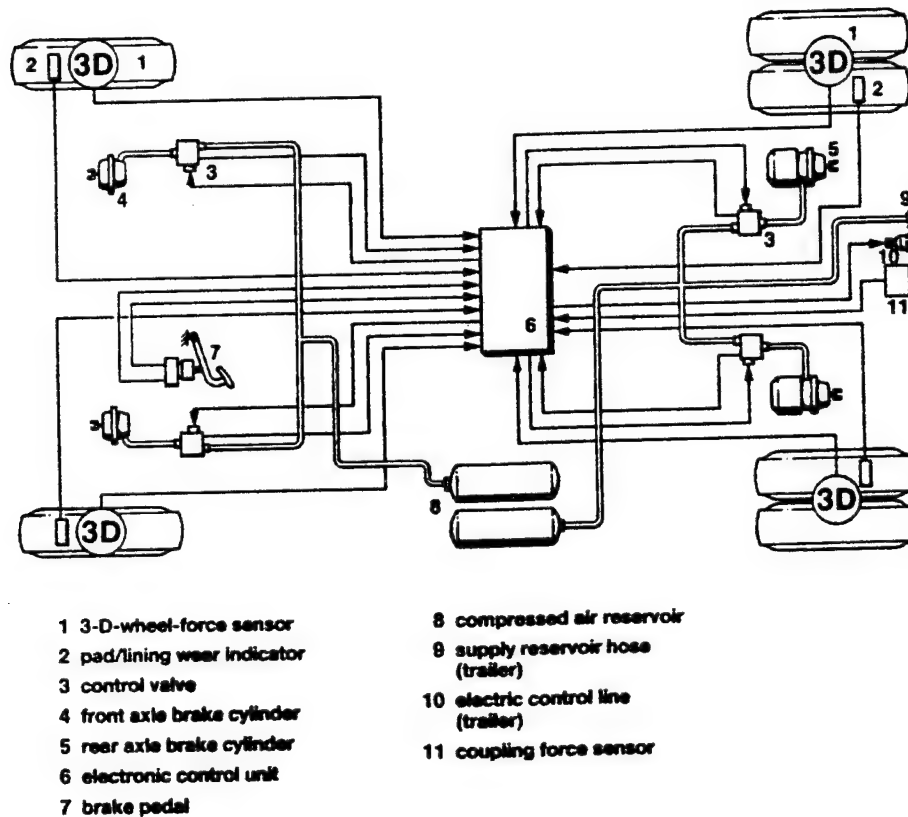 3D
1
2 3D 1
3D
2
5
3
4
3
9
10
11
6
7
8
3D
3D
1 3-D-wheel-force sensor
2 pad/lining wear indicator
3 control valve
4 front axle brake cylinder
5 rear axle brake cylinder
6 electronic control unit
7 brake pedal
8 compressed air reservoir
9 supply reservoir hose
(trailer)
10 electric control line
(trailer)
11 coupling force sensor